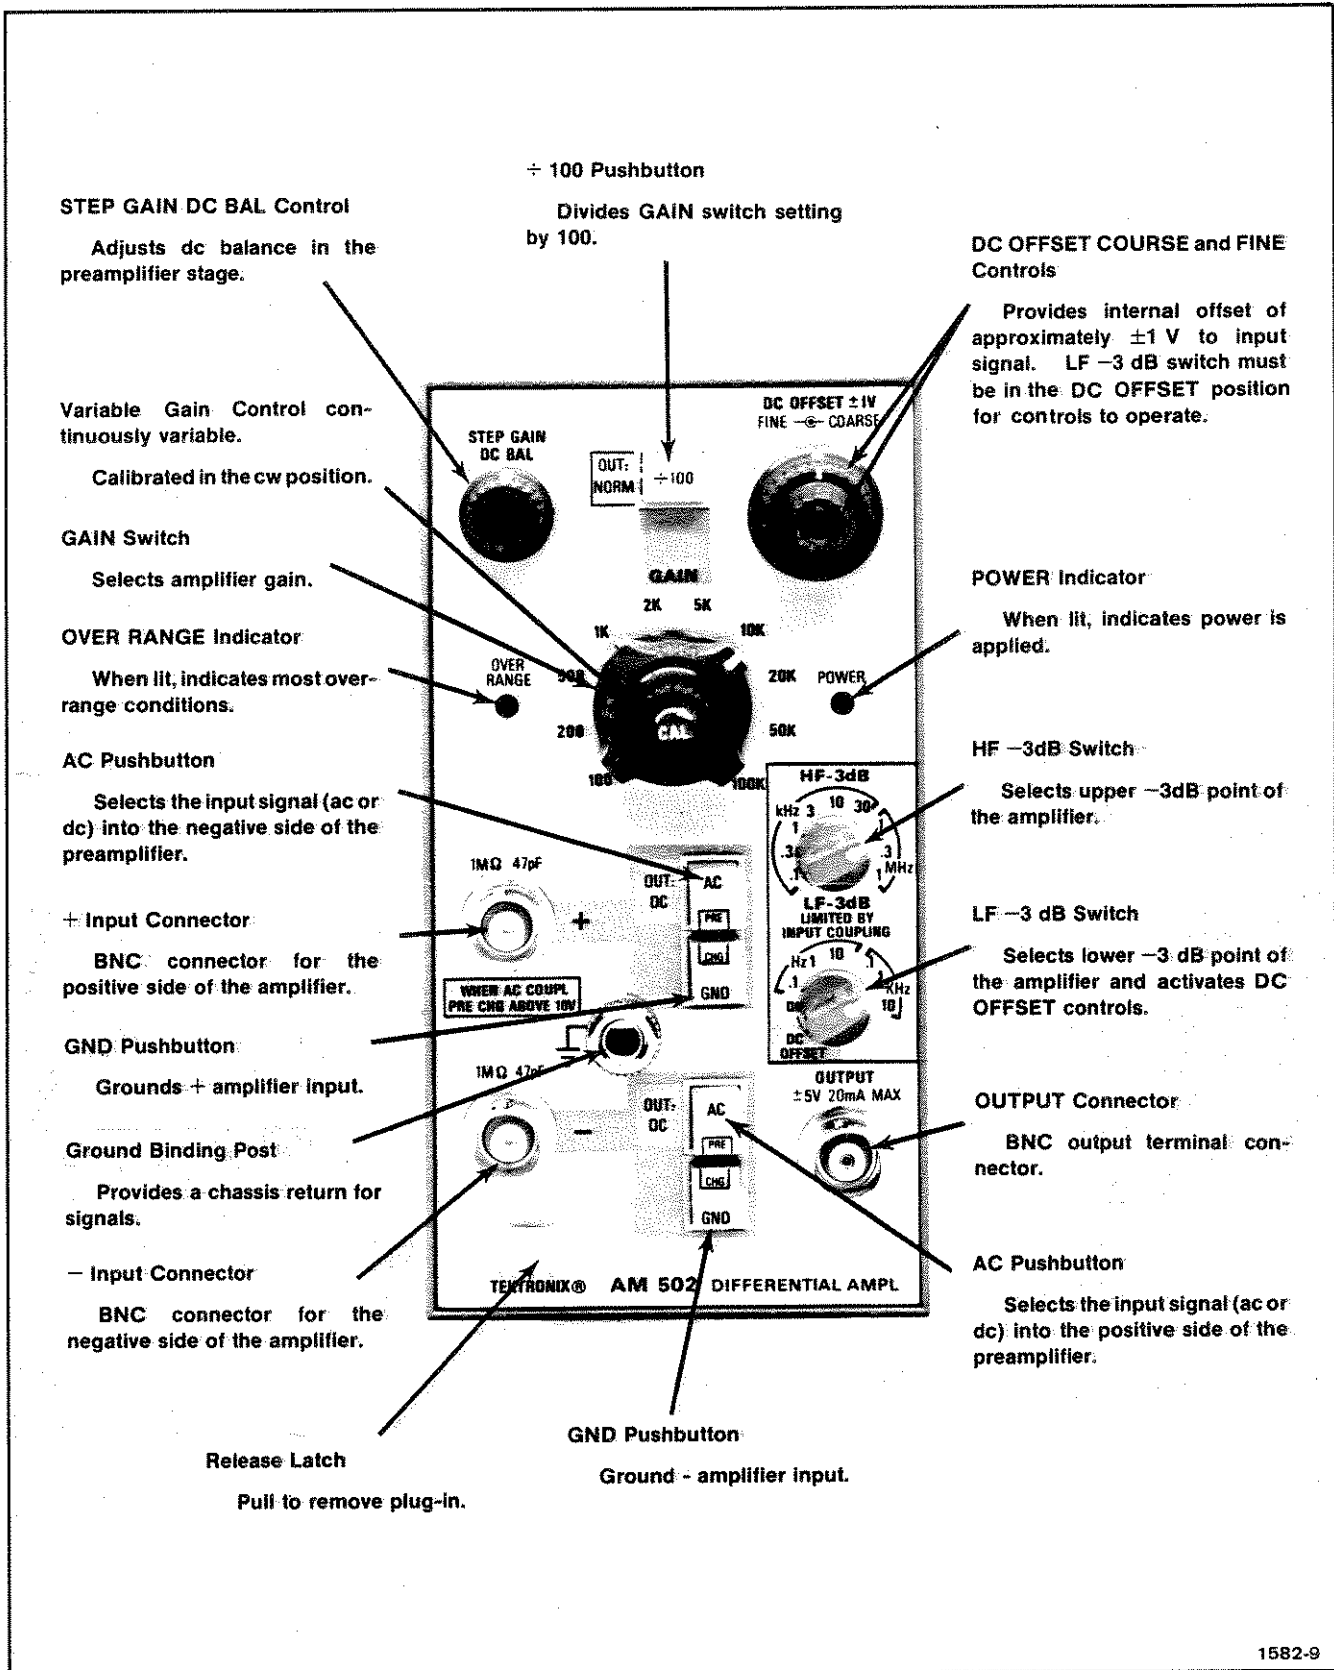 ÷ 100 Pushbutton
Divides GAIN switch setting
by 100.
STEP GAIN DC BAL Control
Adjusts dc balance in the
preamplifier stage.
Variable Gain Control con-
tinuously variable.
Calibrated in the cw position.
GAIN Switch
Selects amplifier gain.
OVER RANGE Indicator
When lit, indicates most over-
range conditions.
AC Pushbutton
Selects the input signal (ac or
dc) into the negative side of the
preamplifier.
+ Input Connector
BNC connector for the
positive side of the amplifier.
GND Pushbutton
Grounds + amplifier input.
Ground Binding Post
Provides a chassis return for
signals.
− Input Connector
BNC connector for the
negative side of the amplifier.
Release Latch
Pull to remove plug-in.
STEP GAIN
DC BAL
OUT:
NORM
÷100
DC OFFSET ±1V
FINE COARSE
GAIN
2K 5K
1K 10K
500 20K
200 50K
100 100K
OVER
RANGE
POWER
CAL
HF-3dB
kHz 3 10 30 .1
1
.3 .3
.1 1 MHz
LF-3dB
LIMITED BY
INPUT COUPLING
Hz 1 10 .1
.1 1 KHz
DC 10
DC
OFFSET
1MΩ 47pF
+
OUT:
DC
AC
PRE
CHG
GND
WHEN AC COUPL
PRE CHG ABOVE 10V
1MΩ 47pF
−
OUT:
DC
AC
PRE
CHG
GND
OUTPUT
±5V 20mA MAX
TEKTRONIX® AM 502 DIFFERENTIAL AMPL
DC OFFSET COURSE and FINE
Controls
Provides internal offset of
approximately ±1 V to input
signal. LF −3 dB switch must
be in the DC OFFSET position
for controls to operate.
POWER Indicator
When lit, indicates power is
applied.
HF −3dB Switch
Selects upper −3dB point of
the amplifier.
LF −3 dB Switch
Selects lower −3 dB point of
the amplifier and activates DC
OFFSET controls.
OUTPUT Connector
BNC output terminal con-
nector.
AC Pushbutton
Selects the input signal (ac or
dc) into the positive side of the
preamplifier.
GND Pushbutton
Ground - amplifier input.
1582-9